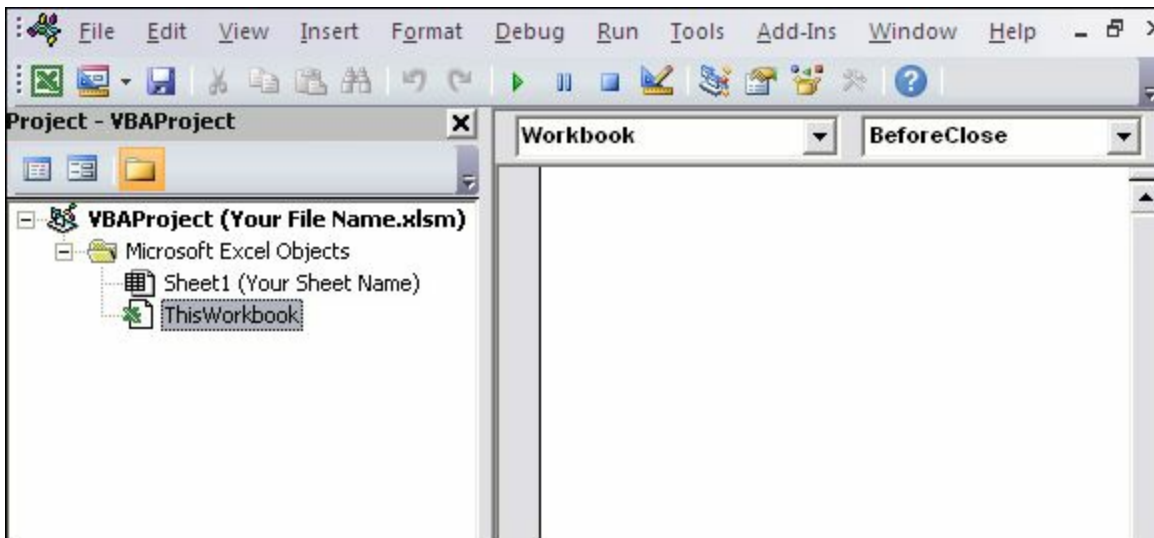 File Edit View Insert Format Debug Run Tools Add-Ins Window Help
Project - VBAProject
Workbook BeforeClose
VBAProject (Your File Name.xlsm)
Microsoft Excel Objects
Sheet1 (Your Sheet Name)
ThisWorkbook